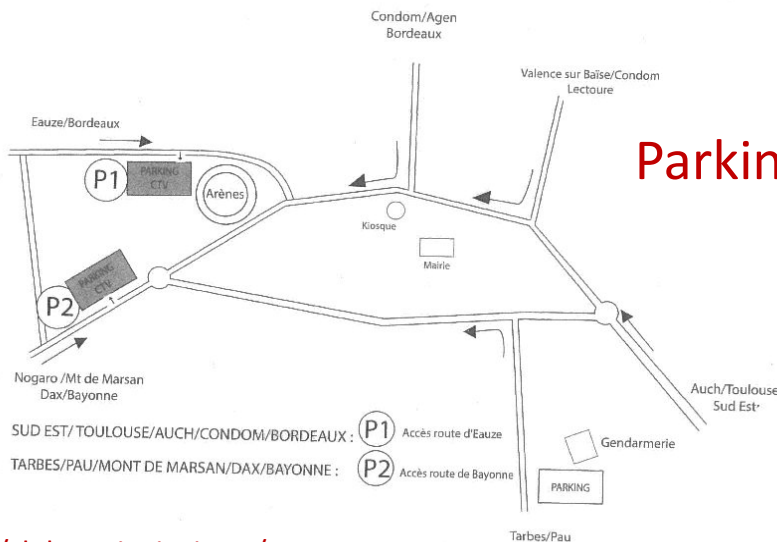 Condom/Agen
Bordeaux
Valence sur Baïse/Condom
Lectoure
Eauze/Bordeaux
Parkin
P1
PARKING
CTV
Arènes
Kiosque
Mairie
PARKING
CTV
P2
Nogaro /Mt de Marsan
Dax/Bayonne
Auch/Toulouse
Sud Est
SUD EST/ TOULOUSE/AUCH/CONDOM/BORDEAUX : P1 Accès route d'Eauze
TARBES/PAU/MONT DE MARSAN/DAX/BAYONNE : P2 Accès route de Bayonne
Gendarmerie
PARKING
Tarbes/Pau